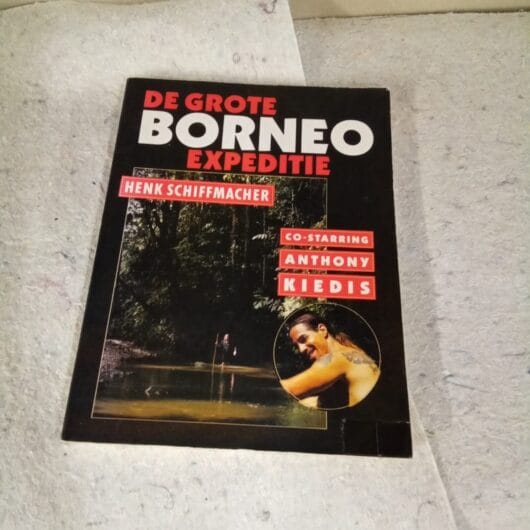 DE GROTE
BORNEO
EXPEDITIE
HENK SCHIFFMACHER
CO-STARRING
ANTHONY
KIEDIS